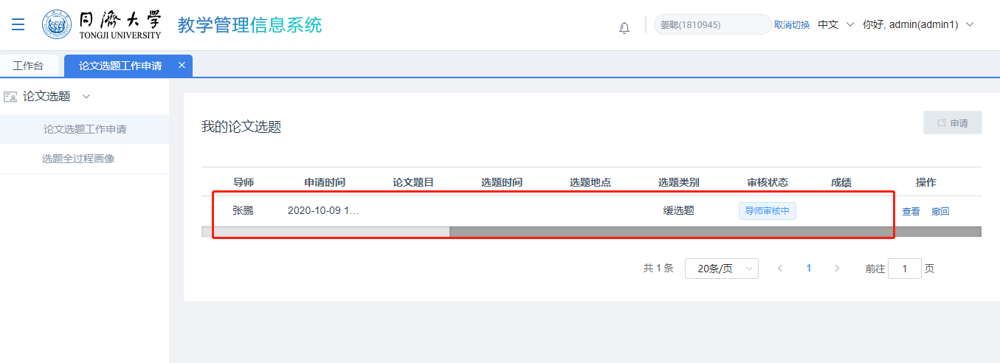 同濟大学
TONGJI UNIVERSITY
教学管理信息系统
姜聪(1810945) 取消切换 中文 你好, admin(admin1)
工作台 论文选题工作申请 ×
论文选题
论文选题工作申请
选题全过程画像
我的论文选题
申请
导师 申请时间 论文题目 选题时间 选题地点 选题类别 审核状态 成绩 操作
张鹏 2020-10-09 1... 缓选题 导师审核中 查看 撤回
共 1 条 20条/页 1 前往 1 页